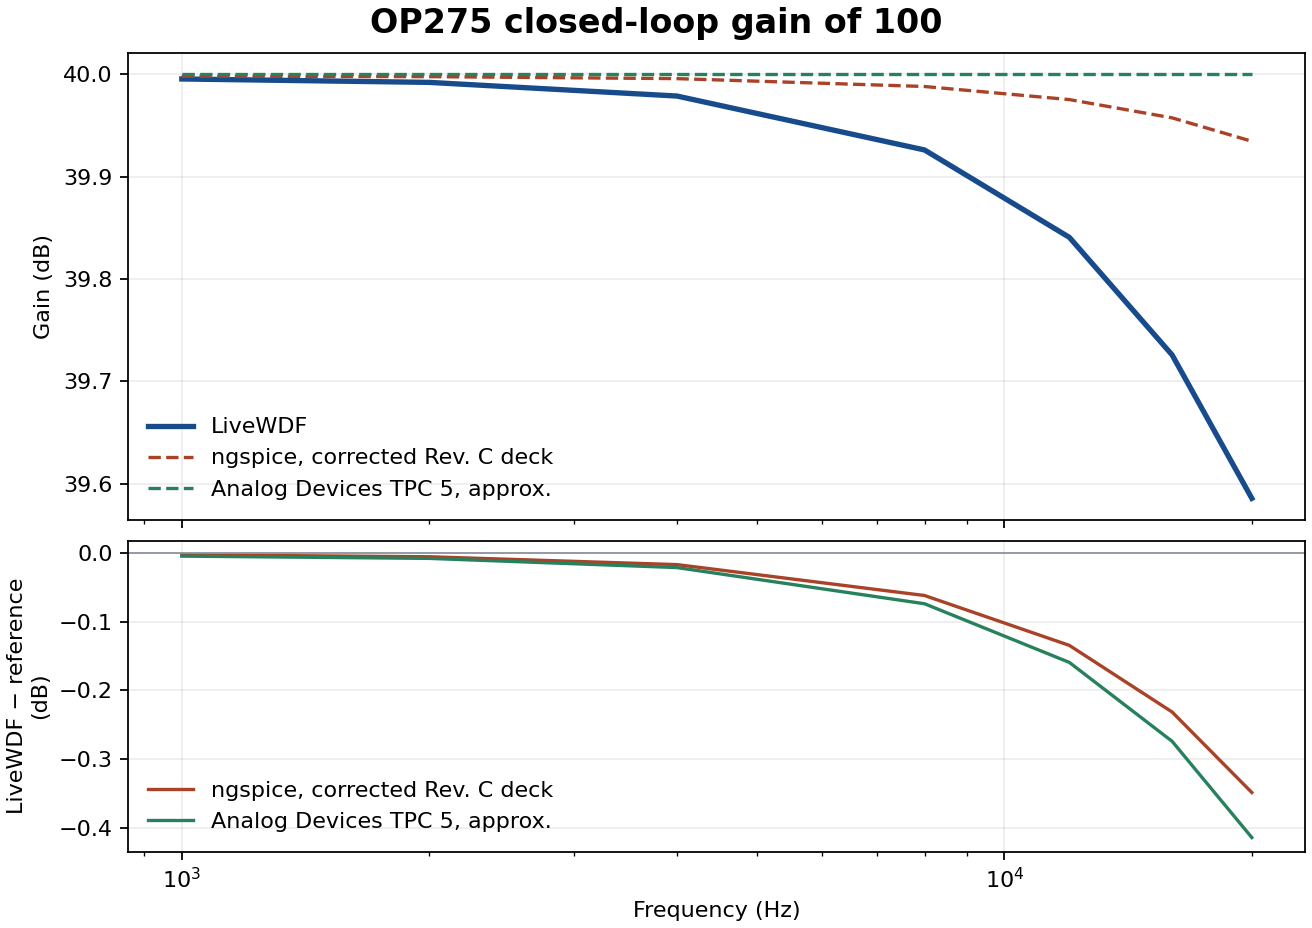 OP275 closed-loop gain of 100
40.0
39.9
39.8
39.7
39.6
Gain (dB)
LiveWDF
ngspice, corrected Rev. C deck
Analog Devices TPC 5, approx.
0.0
−0.1
−0.2
−0.3
−0.4
LiveWDF − reference
(dB)
ngspice, corrected Rev. C deck
Analog Devices TPC 5, approx.
10³
10⁴
Frequency (Hz)